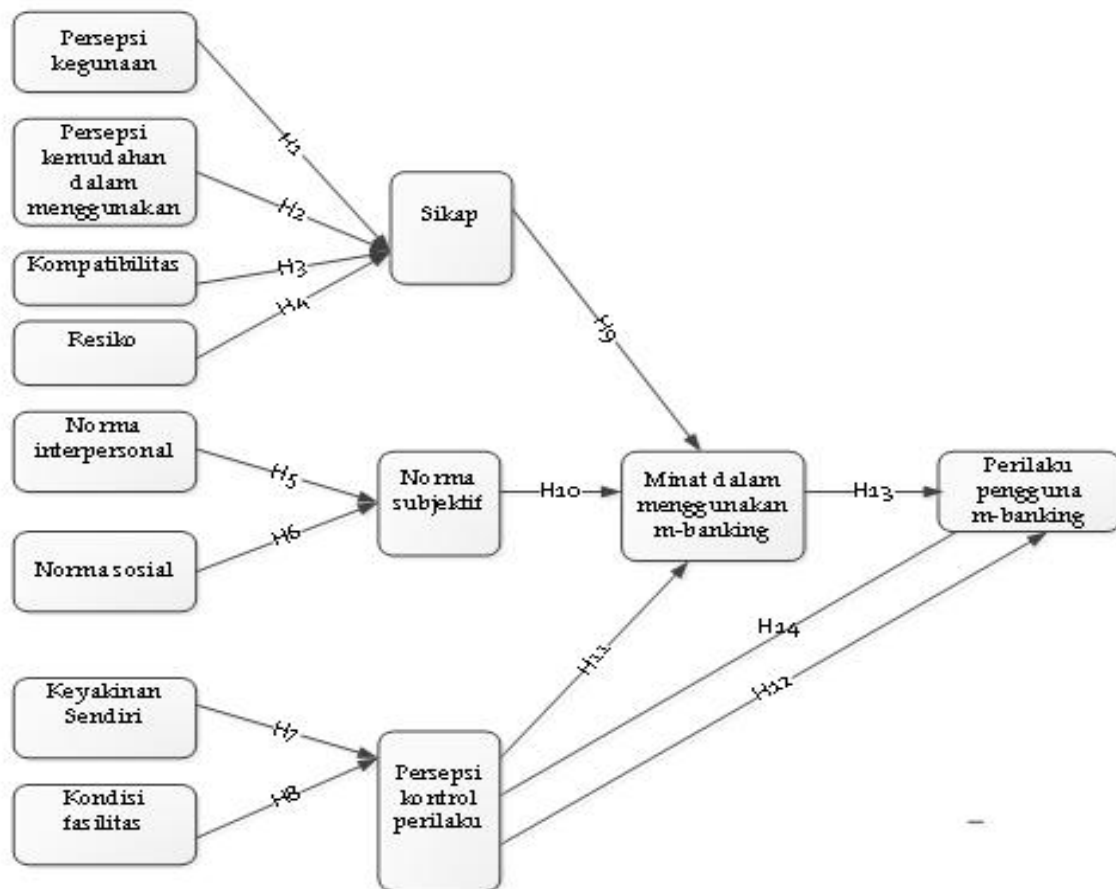 Persepsi
kegunaan
H1
Persepsi
kemudahan
dalam
menggunakan
H2
Sikap
Kompatibilitas
H3
H4
Resiko
H9
Norma
interpersonal
H5
Norma
subjektif
H10
Minat dalam
menggunakan
m-banking
H13
Perilaku
pengguna
m-banking
H6
Norma sosial
H14
H11
H12
Keyakinan
Sendiri
H7
Persepsi
kontrol
perilaku
H8
Kondisi
fasilitas